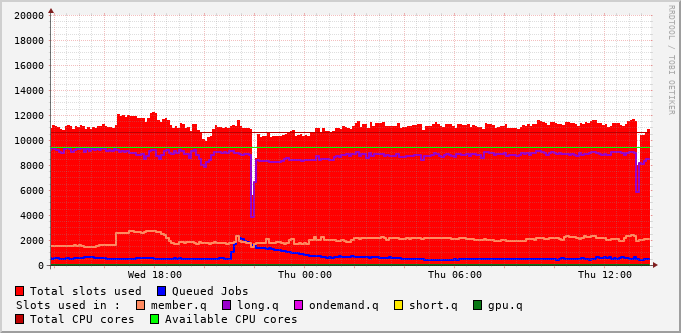 20000
18000
16000
14000
12000
10000
8000
6000
4000
2000
0
Wed 18:00 Thu 00:00 Thu 06:00 Thu 12:00
RRDTOOL / TOBI OETIKER
Total slots used Queued Jobs
Slots used in : member.q long.q ondemand.q short.q gpu.q
Total CPU cores Available CPU cores